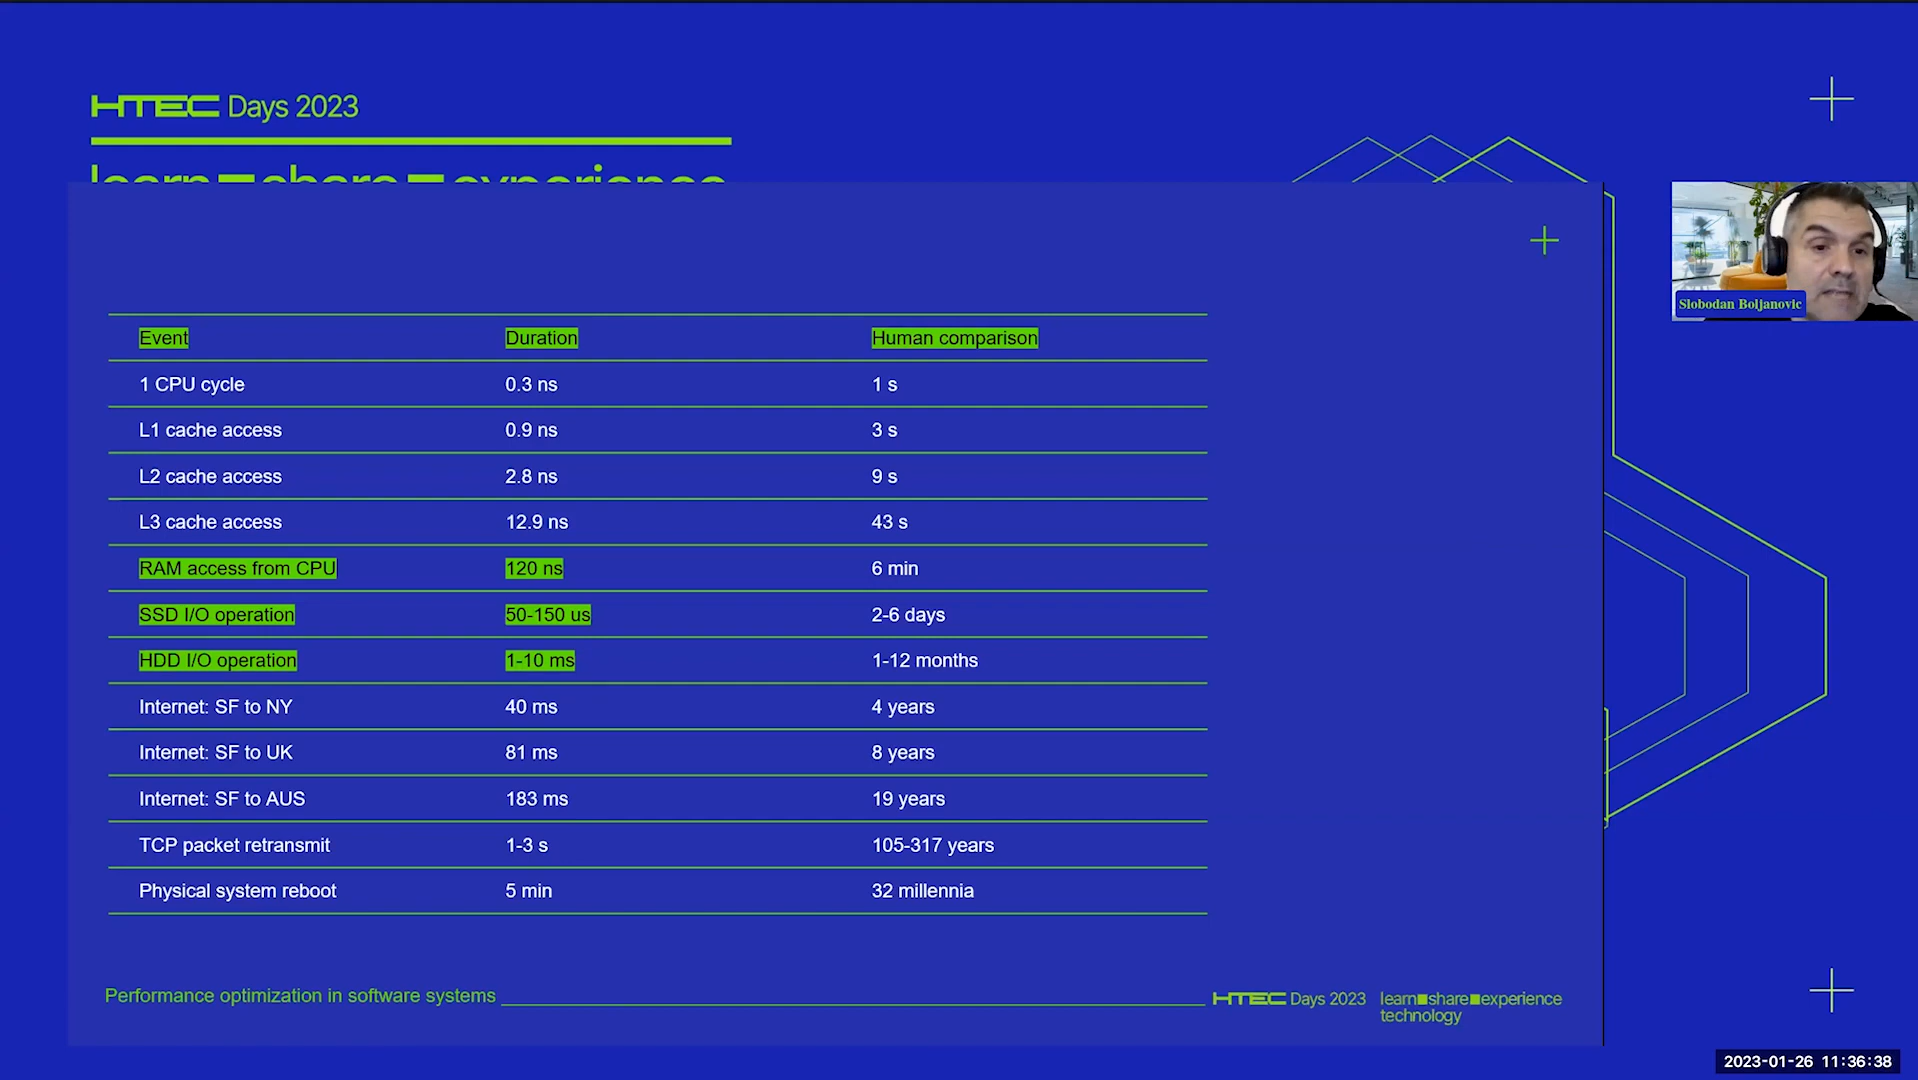 HTEC Days 2023
learn share experience
Slobodan Boljanovic
Event Duration Human comparison
1 CPU cycle 0.3 ns 1 s
L1 cache access 0.9 ns 3 s
L2 cache access 2.8 ns 9 s
L3 cache access 12.9 ns 43 s
RAM access from CPU 120 ns 6 min
SSD I/O operation 50-150 us 2-6 days
HDD I/O operation 1-10 ms 1-12 months
Internet: SF to NY 40 ms 4 years
Internet: SF to UK 81 ms 8 years
Internet: SF to AUS 183 ms 19 years
TCP packet retransmit 1-3 s 105-317 years
Physical system reboot 5 min 32 millennia
Performance optimization in software systems
HTEC Days 2023
learn■share■experience
technology
2023-01-26 11:36:38